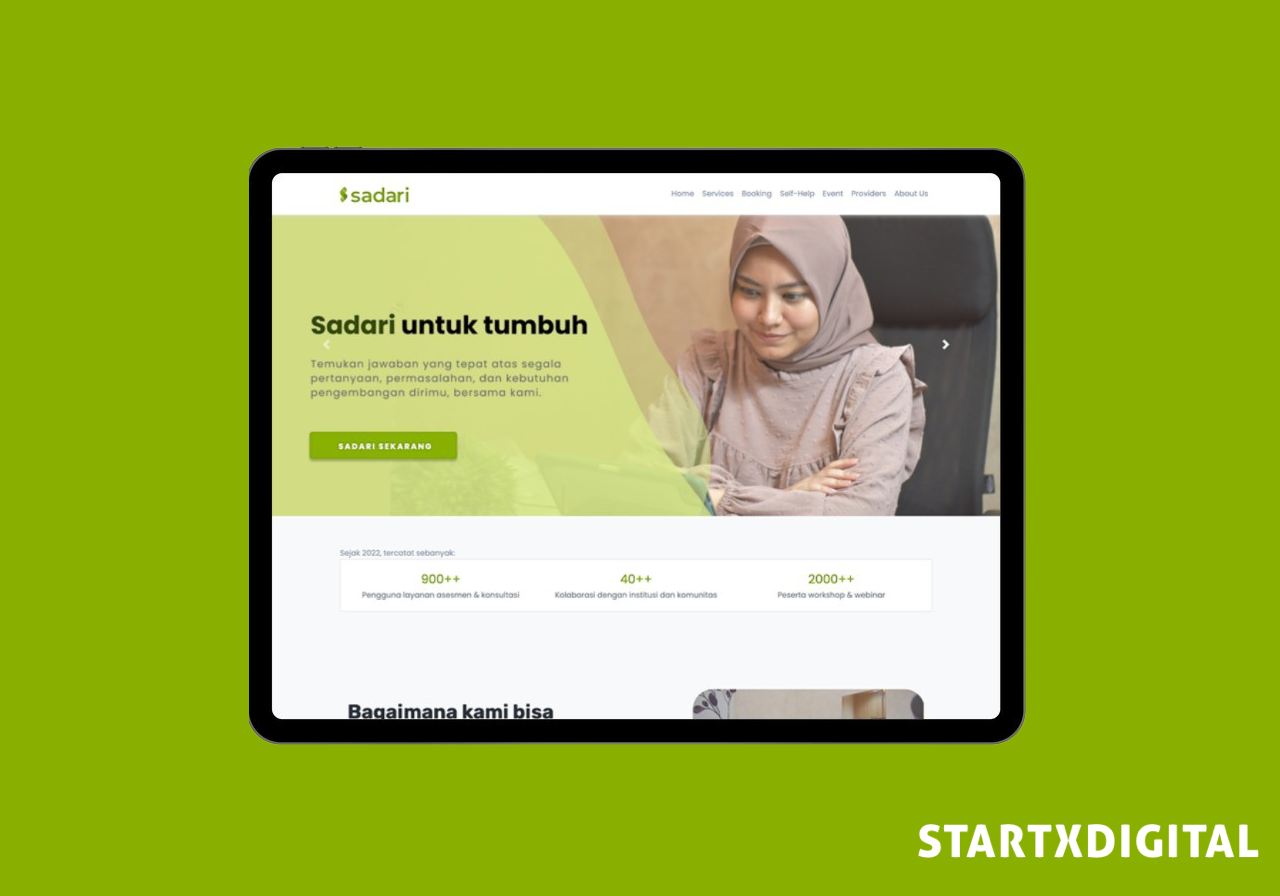 sadari
Home Services Booking Self-Help Event Providers About Us
Sadari untuk tumbuh
Temukan jawaban yang tepat atas segala
pertanyaan, permasalahan, dan kebutuhan
pengembangan dirimu, bersama kami.
SADARI SEKARANG
Sejak 2022, tercatat sebanyak:
900++ 40++ 2000++
Pengguna layanan asesmen & konsultasi Kolaborasi dengan institusi dan komunitas Peserta workshop & webinar
Bagaimana kami bisa
STARTXDIGITAL